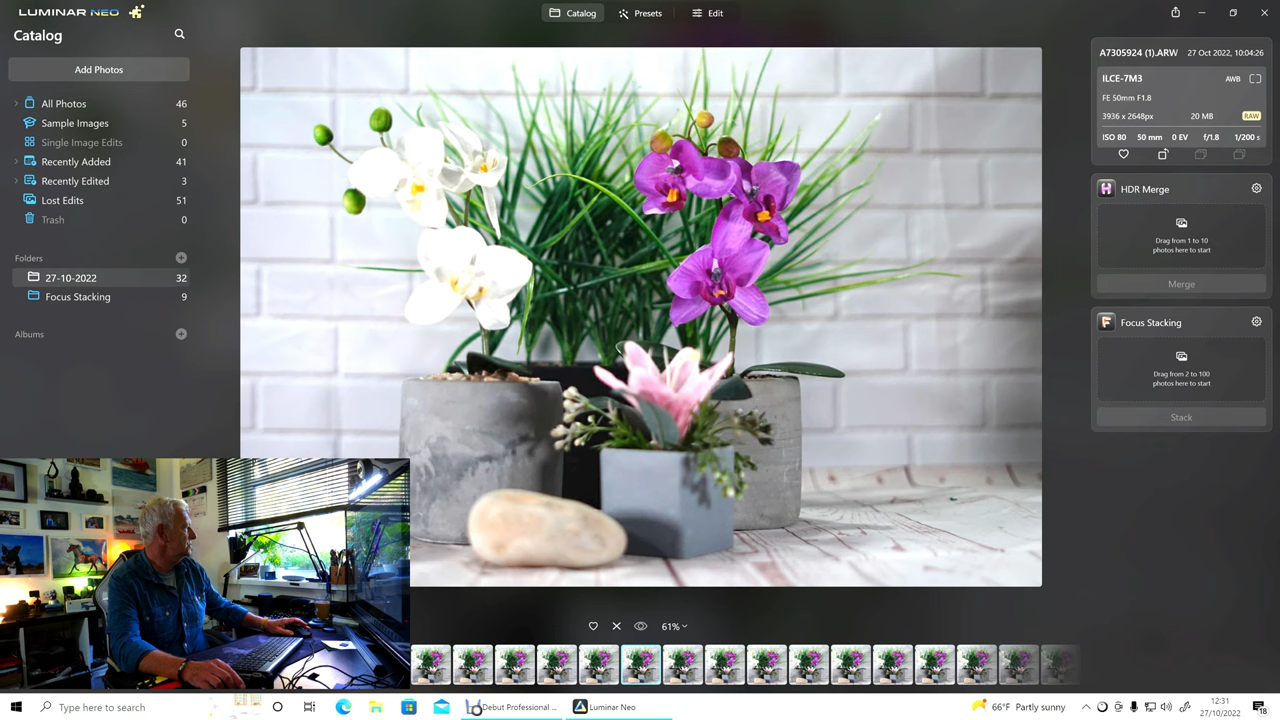 LUMINAR NEO
Catalog
Presets
Edit
Catalog
Add Photos
All Photos 46
Sample Images 5
Single Image Edits 0
Recently Added 41
Recently Edited 3
Lost Edits 51
Trash 0
Folders
27-10-2022 32
Focus Stacking 9
Albums
A7305924 (1).ARW 27 Oct 2022, 10:04:26
ILCE-7M3 AWB
FE 50mm F1.8
3936 x 2648px 20 MB RAW
ISO 80 50 mm 0 EV f/1.8 1/200 s
HDR Merge
Drag from 1 to 10
photos here to start
Merge
Focus Stacking
Drag from 2 to 100
photos here to start
Stack
61%
Type here to search
Debut Professional ...
Luminar Neo
66°F Partly sunny
12:31
27/10/2022
18